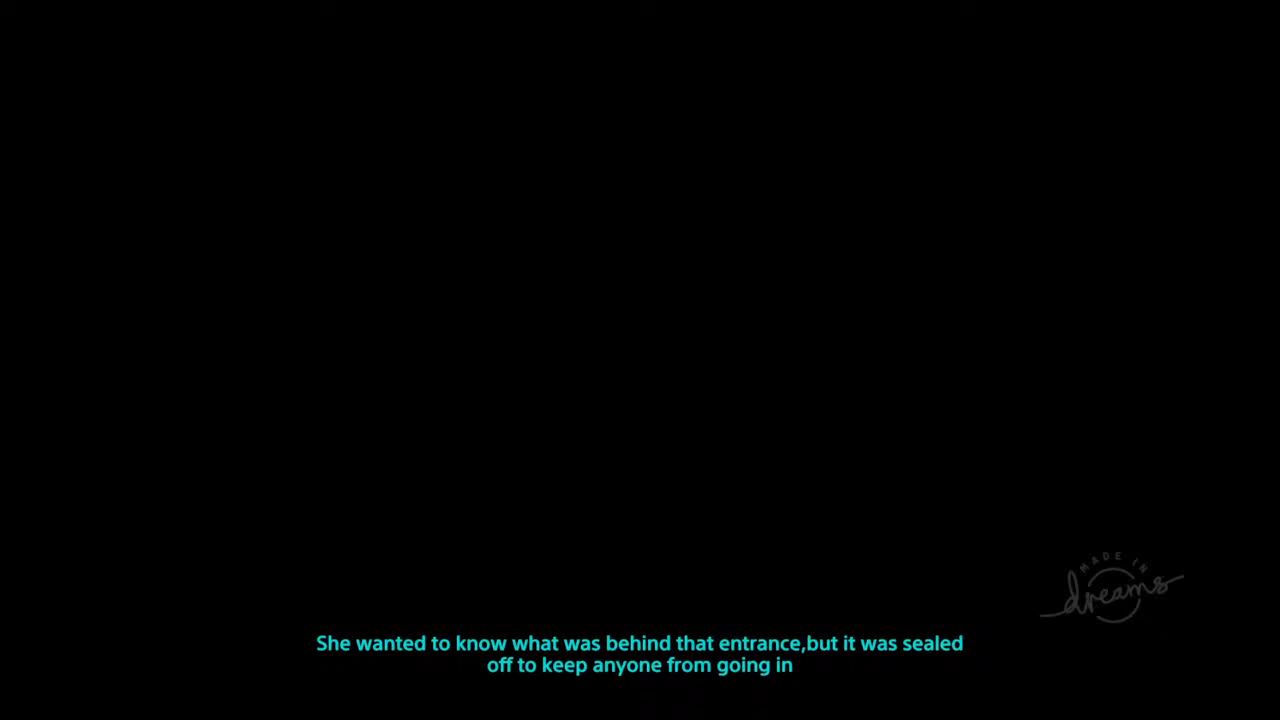 MADE IN
dreams
She wanted to know what was behind that entrance,but it was sealed
off to keep anyone from going in